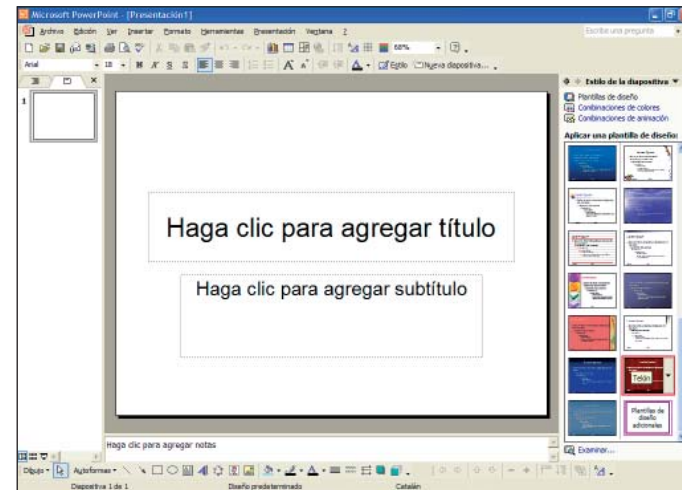 Microsoft PowerPoint - [Presentación1]
Archivo Edición Ver Insertar Formato Herramientas Presentación Ventana ?
Escriba una pregunta
68%
Arial 18 N K S S Estilo Nueva diapositiva...
Estilo de la diapositiva
1
Plantillas de diseño
Combinaciones de colores
Combinaciones de animación
Aplicar una plantilla de diseño:
Haga clic para agregar título
Haga clic para agregar subtítulo
Plantillas de
diseño
adicionales
Haga clic para agregar notas
Examinar...
Dibujo Autoformas
Diapositiva 1 de 1 Diseño predeterminado Catalán